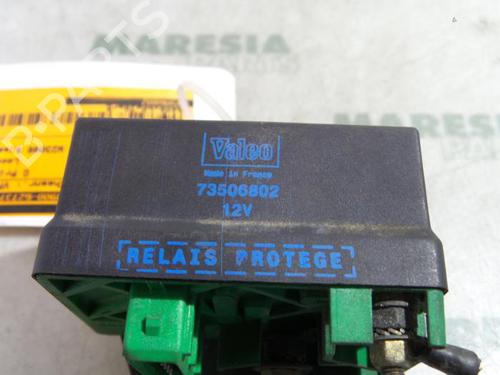 MARESIA
MARESIA
B-PARTS
Valeo
Made in France
73506802
12V
RELAIS PROTEGE